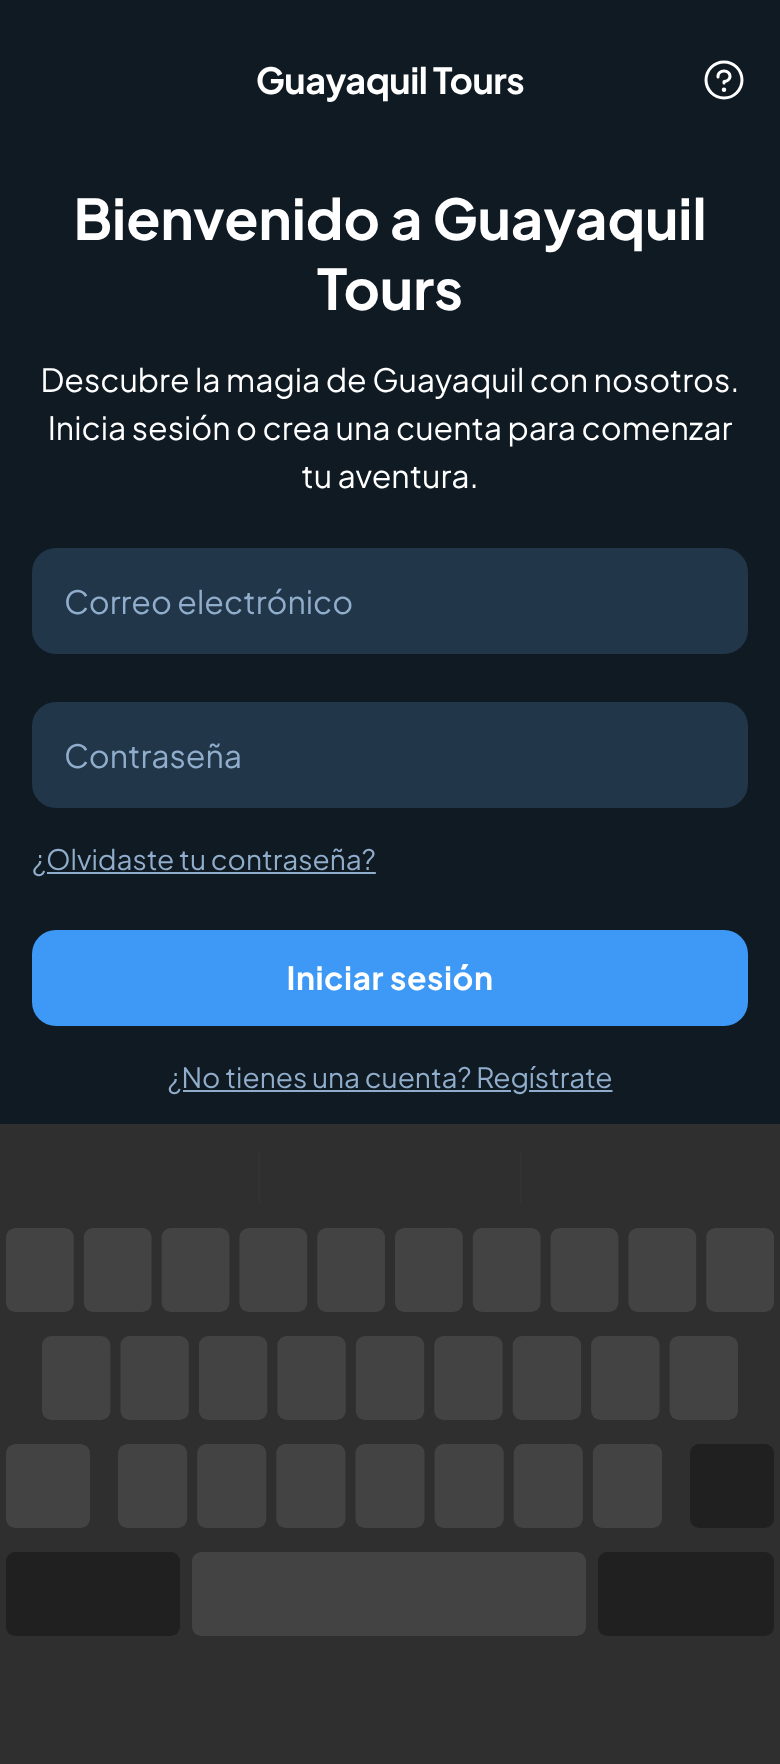 Guayaquil Tours
Bienvenido a Guayaquil
Tours
Descubre la magia de Guayaquil con nosotros.
Inicia sesión o crea una cuenta para comenzar
tu aventura.
Correo electrónico
Contraseña
¿Olvidaste tu contraseña?
Iniciar sesión
¿No tienes una cuenta? Regístrate